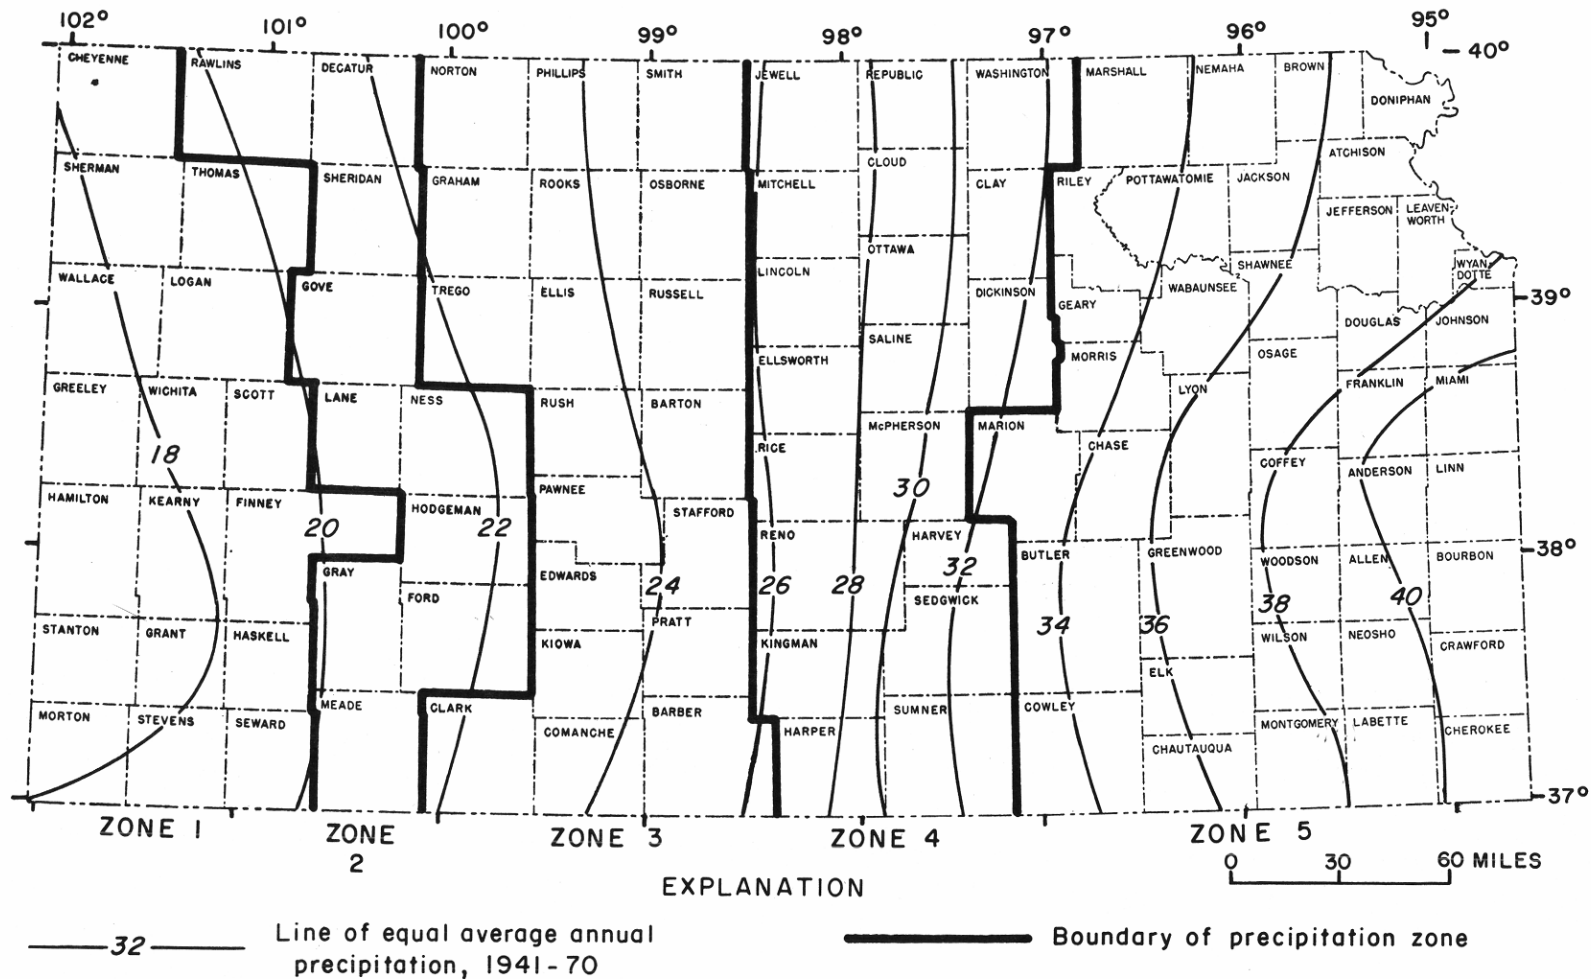 102° 101° 100° 99° 98° 97° 96° 95°
40°
CHEYENNE RAWLINS DECATUR NORTON PHILLIPS SMITH JEWELL REPUBLIC WASHINGTON MARSHALL NEMAHA BROWN
DONIPHAN
ATCHISON
CLOUD
SHERMAN THOMAS SHERIDAN GRAHAM ROOKS OSBORNE MITCHELL CLAY RILEY POTTAWATOMIE JACKSON
JEFFERSON LEAVEN-
WORTH
OTTAWA
LINCOLN SHAWNEE WYAN-
DOTTE
WALLACE LOGAN GOVE TREGO ELLIS RUSSELL DICKINSON GEARY WABAUNSEE
39°
DOUGLAS JOHNSON
SALINE
ELLSWORTH MORRIS OSAGE
GREELEY WICHITA SCOTT LANE NESS RUSH BARTON LYON FRANKLIN MIAMI
McPHERSON MARION
RICE CHASE
18
COFFEY ANDERSON LINN
30
HAMILTON KEARNY FINNEY HODGEMAN PAWNEE
STAFFORD
20 22
RENO HARVEY
38°
BUTLER GREENWOOD WOODSON ALLEN BOURBON
32
EDWARDS
GRAY
24 26 28
FORD SEDGWICK
38 40
PRATT
34 36
STANTON GRANT HASKELL KIOWA KINGMAN WILSON NEOSHO CRAWFORD
ELK
MORTON STEVENS SEWARD MEADE CLARK BARBER SUMNER COWLEY
COMANCHE HARPER MONTGOMERY LABETTE CHEROKEE
CHAUTAUQUA
37°
ZONE 1 ZONE
2 ZONE 3 ZONE 4 ZONE 5
0 30 60 MILES
EXPLANATION
32 Line of equal average annual
precipitation, 1941-70
Boundary of precipitation zone